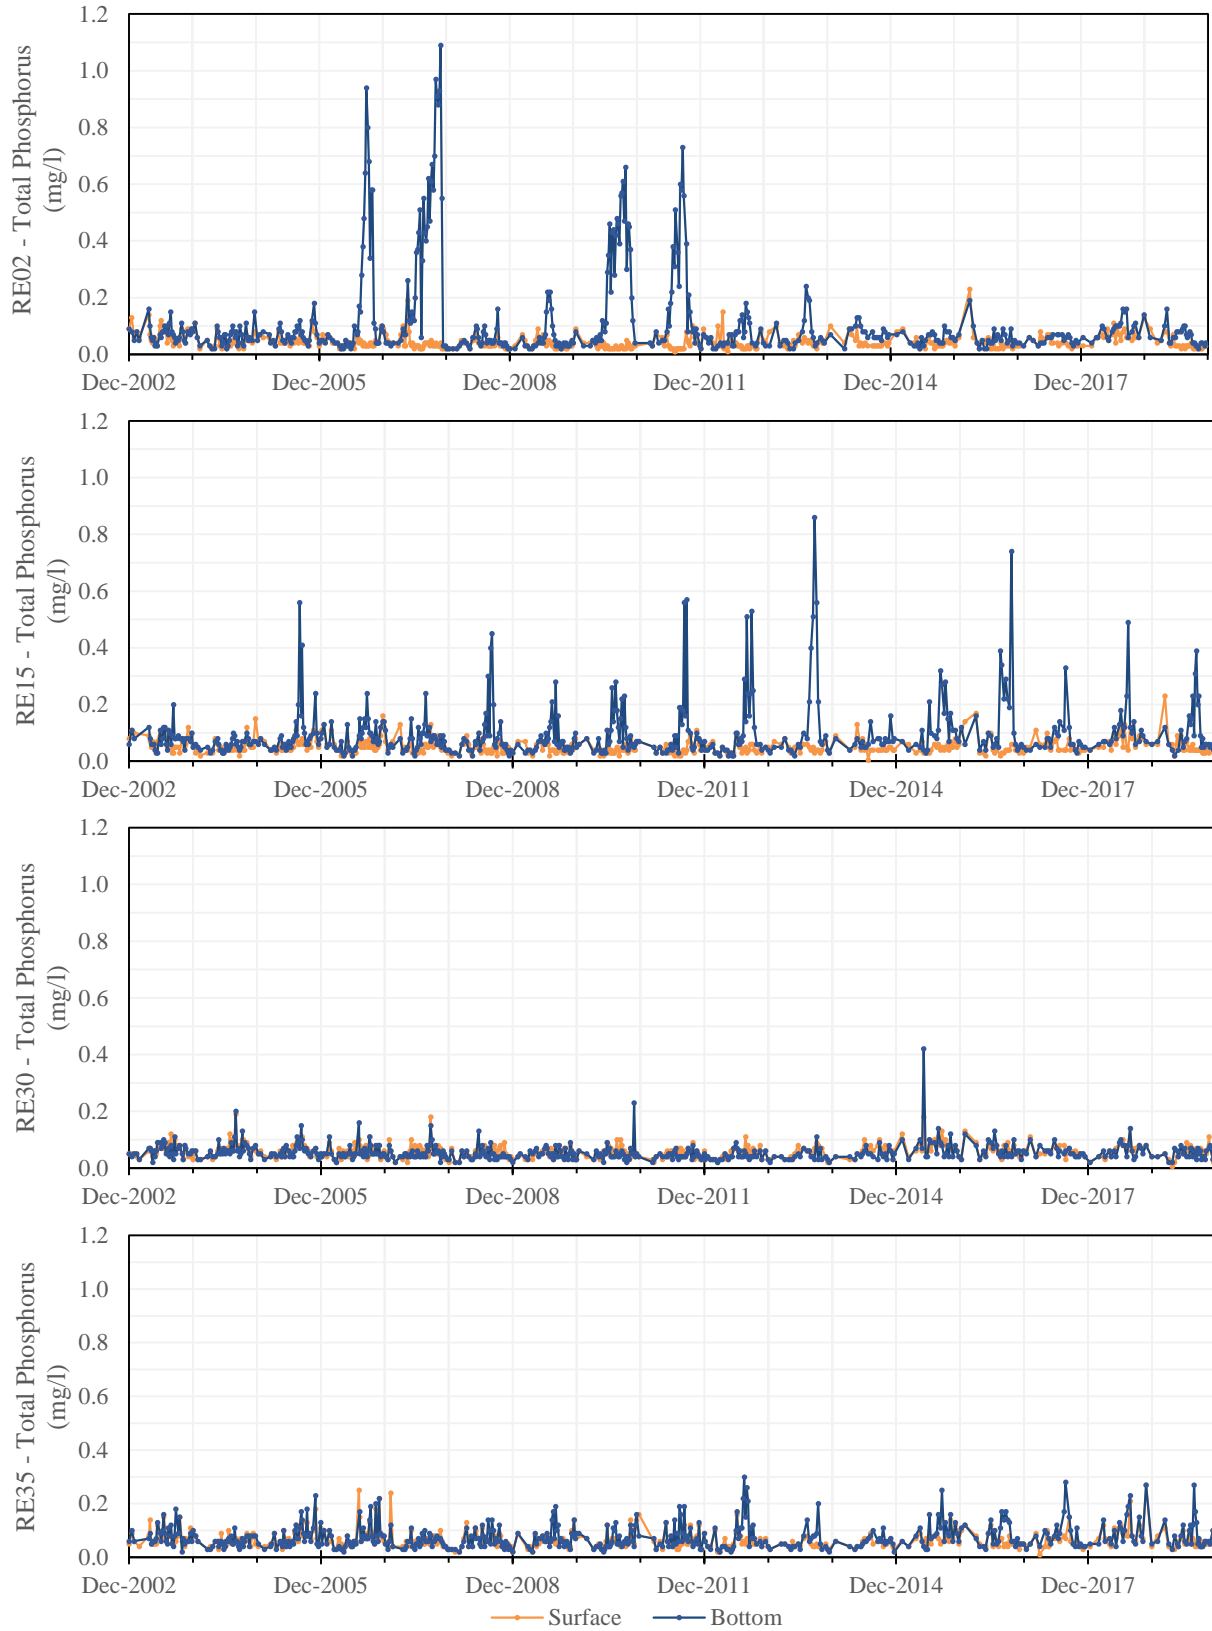 RE02 - Total Phosphorus
(mg/l)
1.2
1.0
0.8
0.6
0.4
0.2
0.0
Dec-2002 Dec-2005 Dec-2008 Dec-2011 Dec-2014 Dec-2017
RE15 - Total Phosphorus
(mg/l)
1.2
1.0
0.8
0.6
0.4
0.2
0.0
Dec-2002 Dec-2005 Dec-2008 Dec-2011 Dec-2014 Dec-2017
RE30 - Total Phosphorus
(mg/l)
1.2
1.0
0.8
0.6
0.4
0.2
0.0
Dec-2002 Dec-2005 Dec-2008 Dec-2011 Dec-2014 Dec-2017
RE35 - Total Phosphorus
(mg/l)
1.2
1.0
0.8
0.6
0.4
0.2
0.0
Dec-2002 Dec-2005 Dec-2008 Dec-2011 Dec-2014 Dec-2017
Surface Bottom